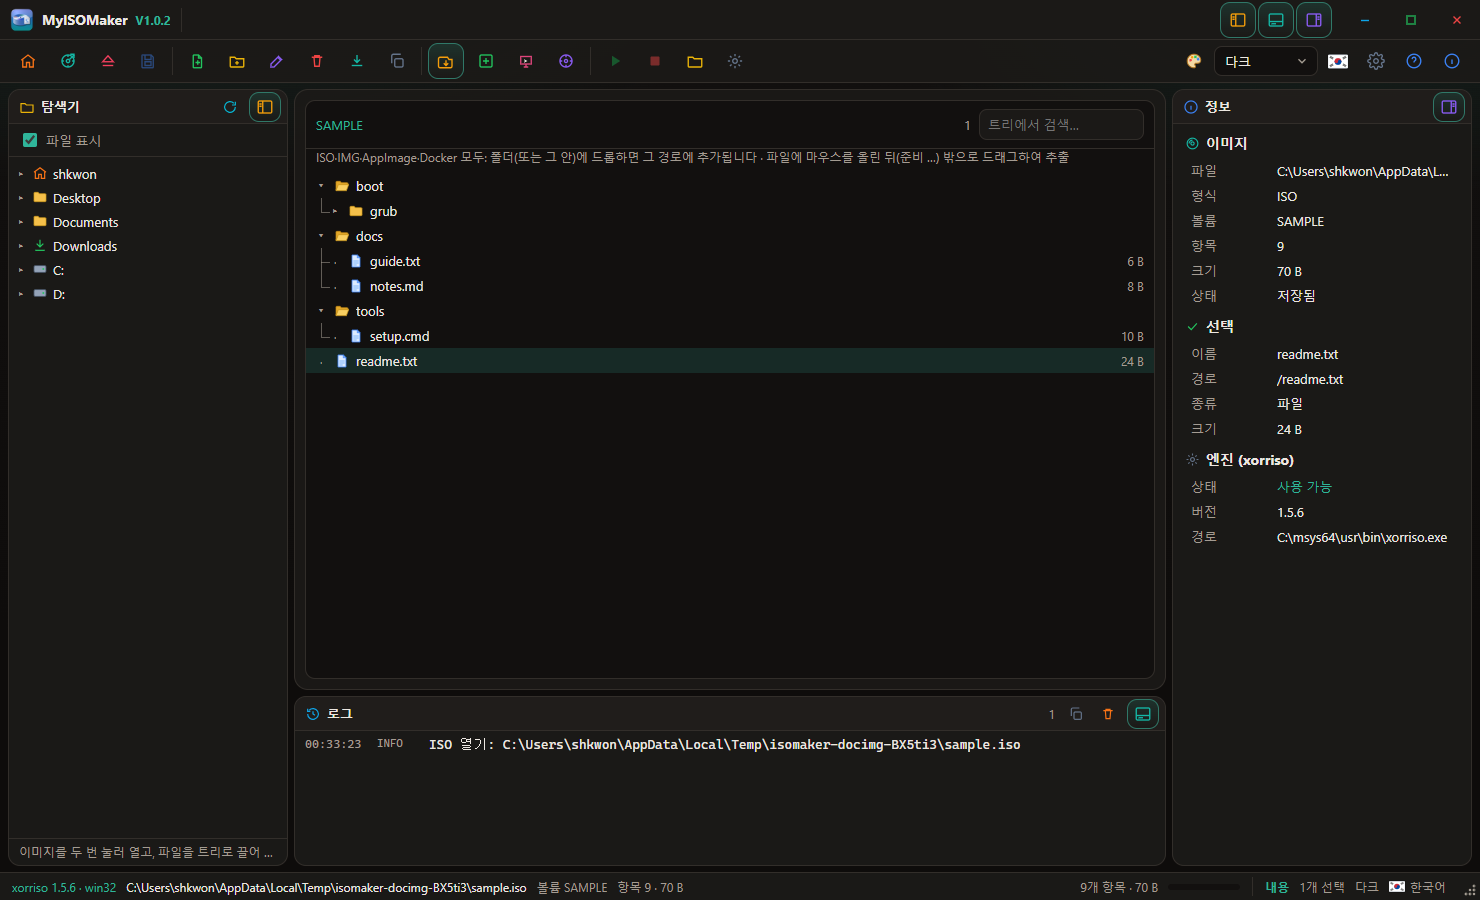 MyISOMaker V1.0.2
다크
탐색기
파일 표시
shkwon
Desktop
Documents
Downloads
C:
D:
이미지를 두 번 눌러 열고, 파일을 트리로 끌어 ...
SAMPLE
1
트리에서 검색...
ISO·IMG·AppImage·Docker 모두: 폴더(또는 그 안)에 드롭하면 그 경로에 추가됩니다 · 파일에 마우스를 올린 뒤(준비 ...) 밖으로 드래그하여 추출
boot
grub
docs
guide.txt 6 B
notes.md 8 B
tools
setup.cmd 10 B
readme.txt 24 B
로그
1
00:33:23 INFO ISO 열기: C:\Users\shkwon\AppData\Local\Temp\isomaker-docimg-BX5ti3\sample.iso
정보
이미지
파일 C:\Users\shkwon\AppData\L...
형식 ISO
볼륨 SAMPLE
항목 9
크기 70 B
상태 저장됨
선택
이름 readme.txt
경로 /readme.txt
종류 파일
크기 24 B
엔진 (xorriso)
상태 사용 가능
버전 1.5.6
경로 C:\msys64\usr\bin\xorriso.exe
xorriso 1.5.6 · win32 C:\Users\shkwon\AppData\Local\Temp\isomaker-docimg-BX5ti3\sample.iso 볼륨 SAMPLE 항목 9 · 70 B 9개 항목 · 70 B 내용 1개 선택 다크 한국어